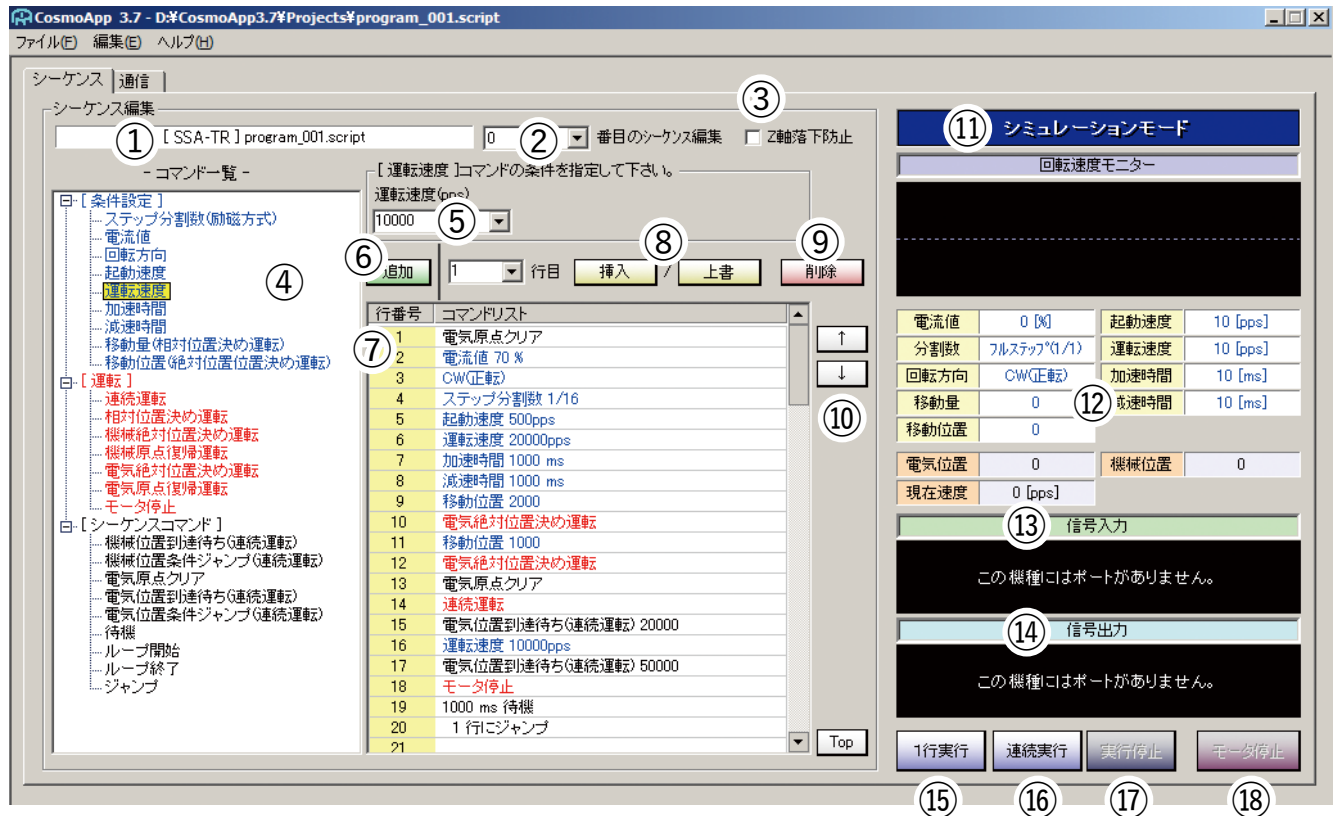 CosmoApp 3.7 - D:¥CosmoApp3.7¥Projects¥program_001.script
ファイル(F) 編集(E) ヘルプ(H)
シーケンス 通信
シーケンス編集
① [ SSA-TR ] program_001.script
0 ② 番目のシーケンス編集
③ Z軸落下防止
- コマンド一覧 -
[ 条件設定 ]
ステップ分割数(励磁方式)
電流値
回転方向
起動速度
運転速度
加速時間
減速時間
移動量(相対位置決め運転)
移動位置(絶対位置位置決め運転)
[ 運転 ]
連続運転
相対位置決め運転
機械絶対位置決め運転
機械原点復帰運転
電気絶対位置決め運転
電気原点復帰運転
モータ停止
[ シーケンスコマンド ]
機械位置到達待ち(連続運転)
機械位置条件ジャンプ(連続運転)
電気原点クリア
電気位置到達待ち(連続運転)
電気位置条件ジャンプ(連続運転)
待機
ループ開始
ループ終了
ジャンプ
④
[ 運転速度 ]コマンドの条件を指定して下さい。
運転速度(pps)
10000 ⑤
⑥ 追加 1 行目 挿入 / 上書 削除
⑧ ⑨
行番号 コマンドリスト
⑦
1 電気原点クリア
2 電流値 70 %
3 CW(正転)
4 ステップ分割数 1/16
5 起動速度 500pps
6 運転速度 20000pps
7 加速時間 1000 ms
8 減速時間 1000 ms
9 移動位置 2000
10 電気絶対位置決め運転
11 移動位置 1000
12 電気絶対位置決め運転
13 電気原点クリア
14 連続運転
15 電気位置到達待ち(連続運転) 20000
16 運転速度 10000pps
17 電気位置到達待ち(連続運転) 50000
18 モータ停止
19 1000 ms 待機
20 1 行にジャンプ
21
↑
↓
⑩
Top
⑪ シミュレーションモード
回転速度モニター
電流値 0 [%] 起動速度 10 [pps]
分割数 フルステップ(1/1) 運転速度 10 [pps]
回転方向 CW(正転) 加速時間 10 [ms]
移動量 0 ⑫ 減速時間 10 [ms]
移動位置 0
電気位置 0 機械位置 0
現在速度 0 [pps]
⑬ 信号入力
この機種にはポートがありません。
⑭ 信号出力
この機種にはポートがありません。
1行実行 連続実行 実行停止 モータ停止
⑮ ⑯ ⑰ ⑱